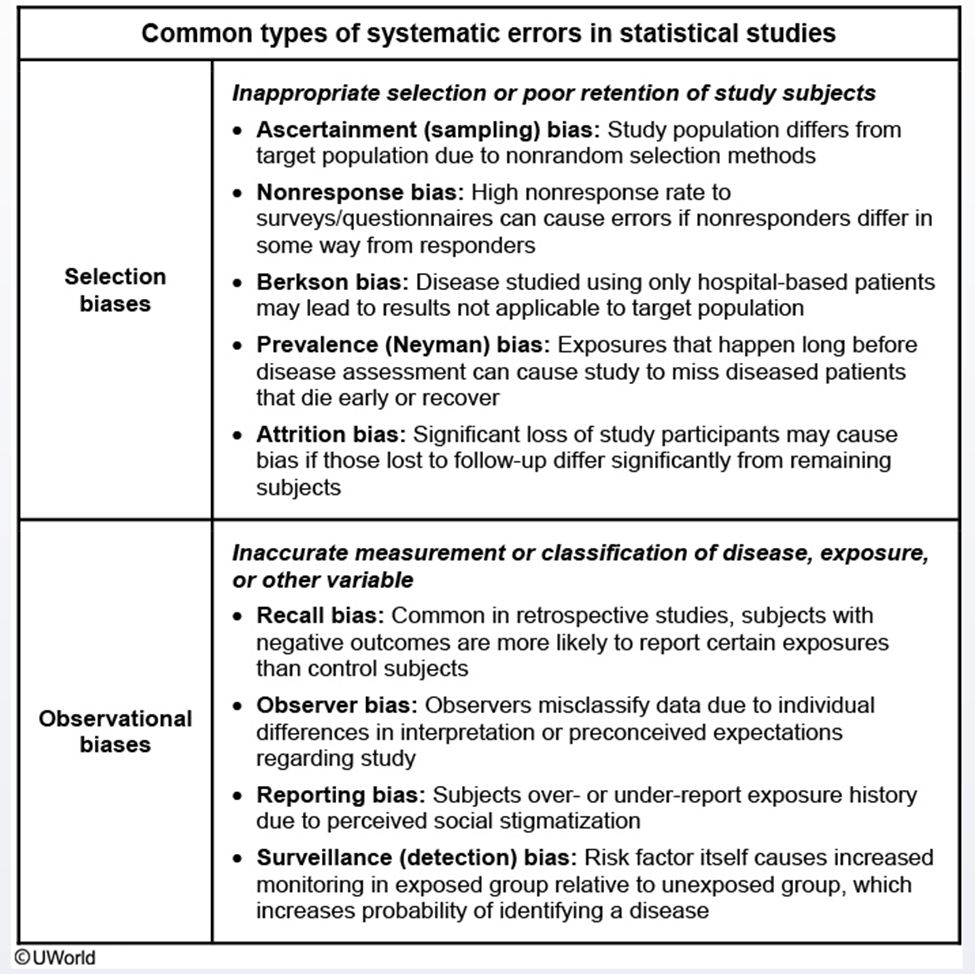 Common types of systematic errors in statistical studies
Selection
biases
Inappropriate selection or poor retention of study subjects
• Ascertainment (sampling) bias: Study population differs from
target population due to nonrandom selection methods
• Nonresponse bias: High nonresponse rate to
surveys/questionnaires can cause errors if nonresponders differ in
some way from responders
• Berkson bias: Disease studied using only hospital-based patients
may lead to results not applicable to target population
• Prevalence (Neyman) bias: Exposures that happen long before
disease assessment can cause study to miss diseased patients
that die early or recover
• Attrition bias: Significant loss of study participants may cause
bias if those lost to follow-up differ significantly from remaining
subjects
Observational
biases
Inaccurate measurement or classification of disease, exposure,
or other variable
• Recall bias: Common in retrospective studies, subjects with
negative outcomes are more likely to report certain exposures
than control subjects
• Observer bias: Observers misclassify data due to individual
differences in interpretation or preconceived expectations
regarding study
• Reporting bias: Subjects over- or under-report exposure history
due to perceived social stigmatization
• Surveillance (detection) bias: Risk factor itself causes increased
monitoring in exposed group relative to unexposed group, which
increases probability of identifying a disease
©UWorld